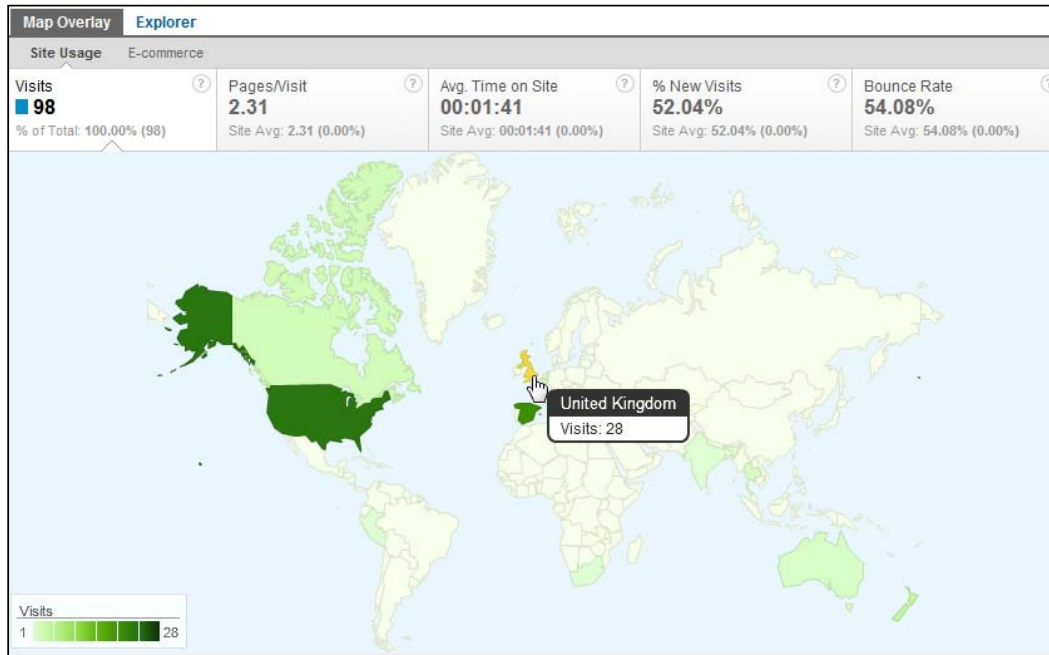 Map Overlay Explorer
Site Usage E-commerce
Visits ?
98
% of Total: 100.00% (98)
Pages/Visit ?
2.31
Site Avg: 2.31 (0.00%)
Avg. Time on Site ?
00:01:41
Site Avg: 00:01:41 (0.00%)
% New Visits ?
52.04%
Site Avg: 52.04% (0.00%)
Bounce Rate ?
54.08%
Site Avg: 54.08% (0.00%)
United Kingdom
Visits: 28
Visits
1 28